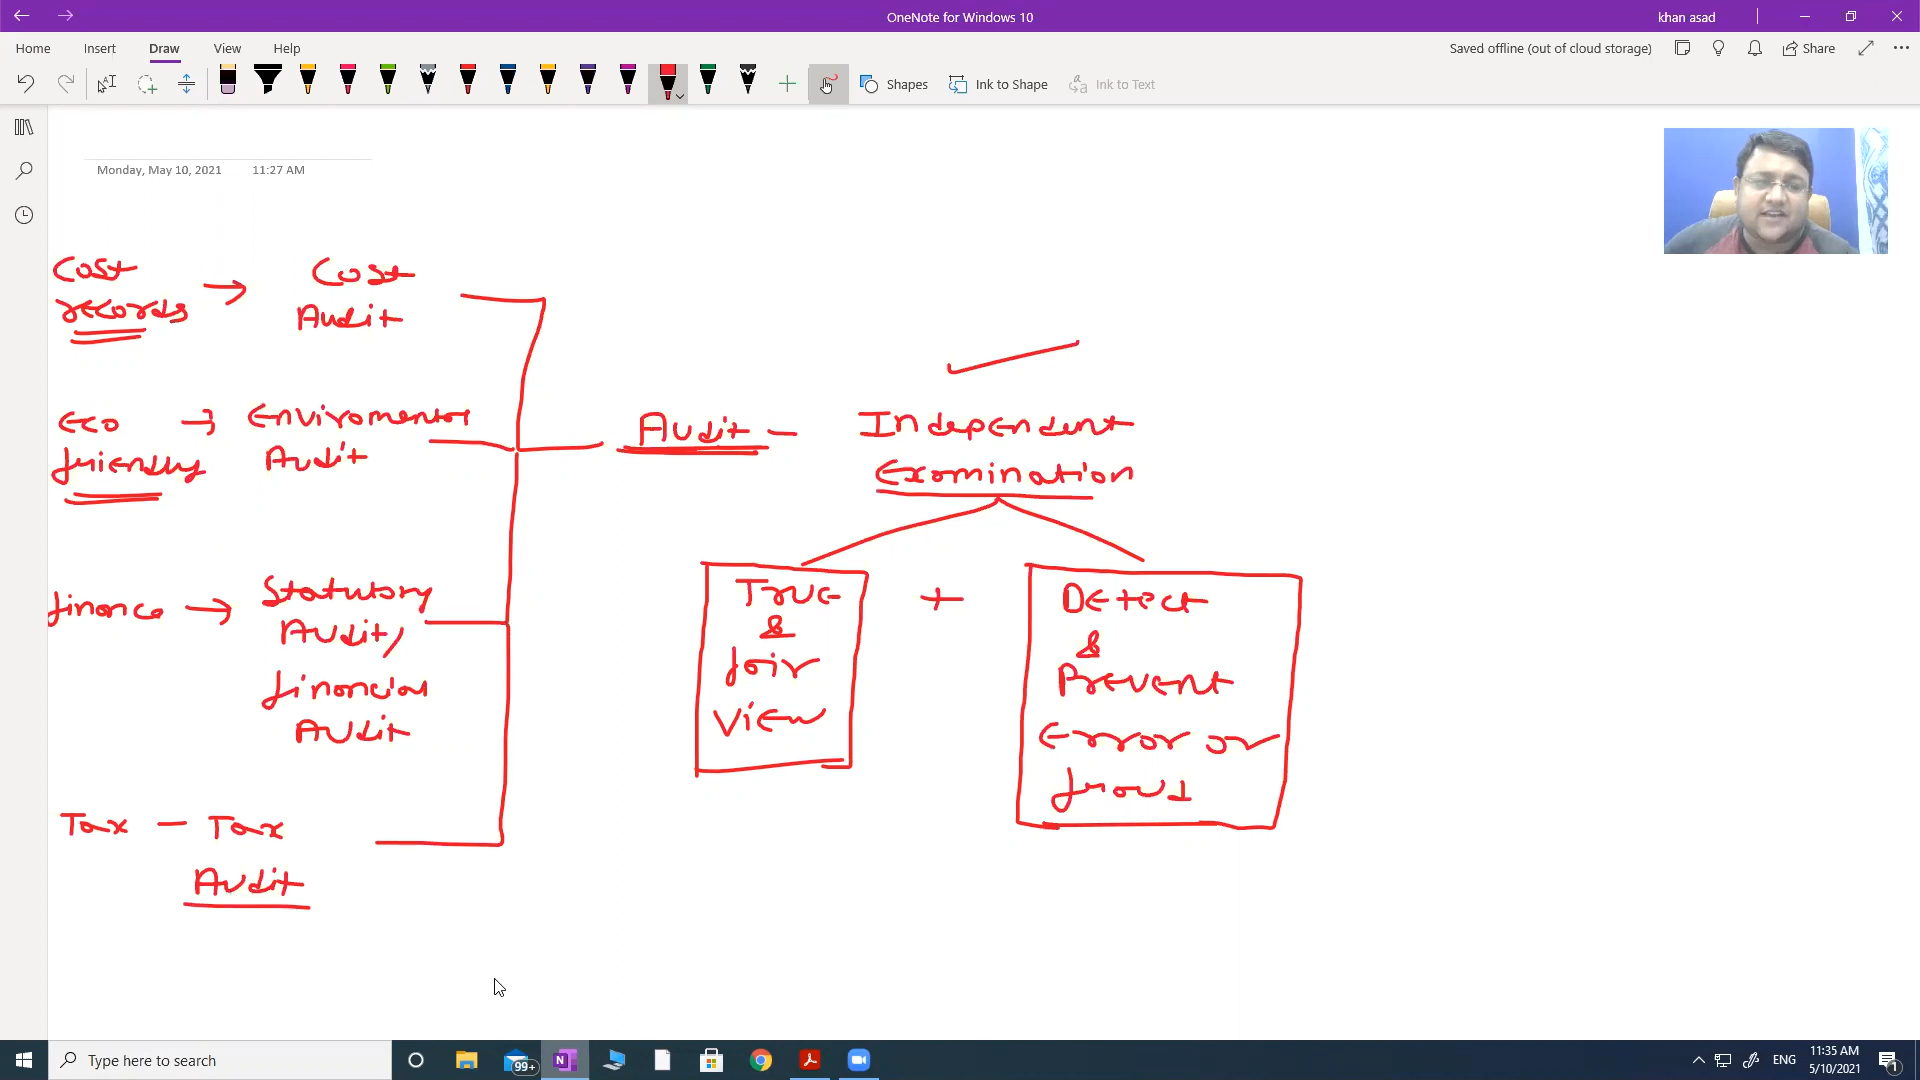 OneNote for Windows 10
khan asad
Home Insert Draw View Help
Saved offline (out of cloud storage)
Share
Shapes
Ink to Shape
Ink to Text
Monday, May 10, 2021 11:27 AM
Cost
records → Cost
Audit
Eco
friendly → Enviromental
Audit
finance → Statutory
Audit/
financial
Audit
Tax - Tax
Audit
Audit - Independent
Examination
True
&
fair
view
+
Detect
&
Prevent
Error or
fraud
Type here to search
99+
ENG
11:35 AM
5/10/2021
1